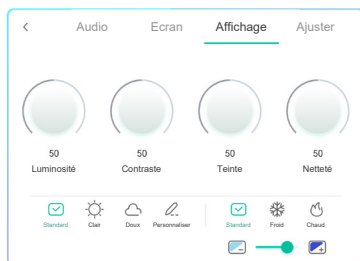 Audio Ecran Affichage Ajuster
50 50 50 50
Luminosité Contraste Teinte Netteté
Standard Clair Doux Personnaliser Standard Froid Chaud